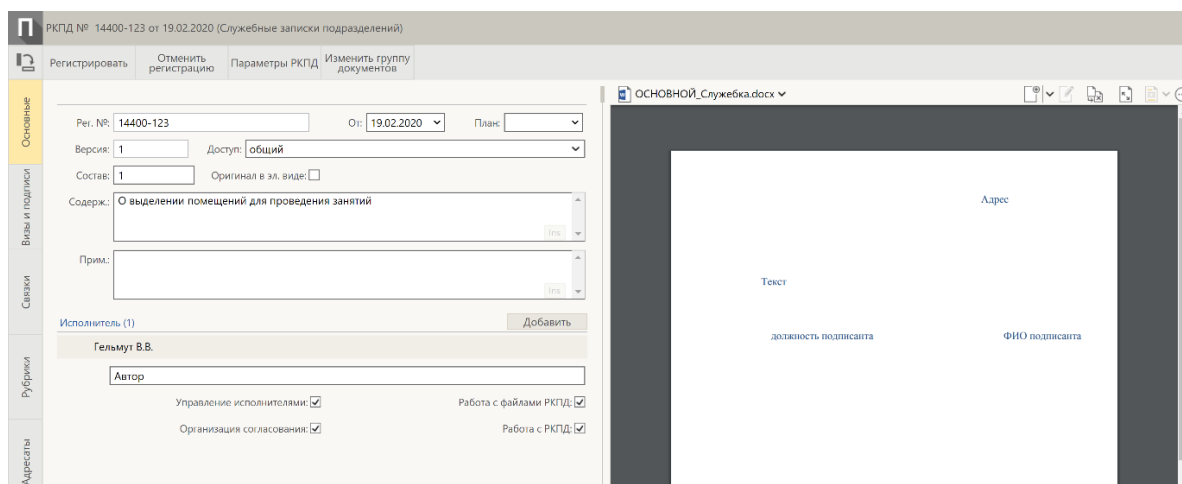 П РКПД № 14400-123 от 19.02.2020 (Служебные записки подразделений)
Регистрировать Отменить регистрацию Параметры РКПД Изменить группу документов
Основные
Визы и подписи
Связки
Рубрики
Адресаты
Рег. №: 14400-123 От: 19.02.2020 План:
Версия: 1 Доступ: общий
Состав: 1 Оригинал в эл. виде:
Содерж.: О выделении помещений для проведения занятий
Ins
Прим.:
Ins
Исполнитель (1) Добавить
Гельмут В.В.
Автор
Управление исполнителями: Работа с файлами РКПД:
Организация согласования: Работа с РКПД:
ОСНОВНОЙ_Служебка.docx
Адрес
Текст
должность подписанта ФИО подписанта